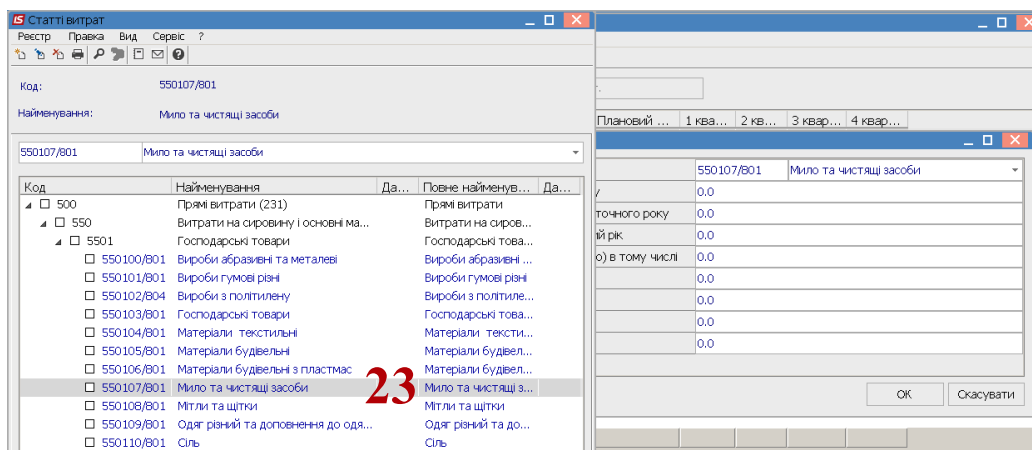 Статті витрат
Реєстр Правка Вид Сервіс ?
Код: 550107/801
Найменування: Мило та чистящі засоби
550107/801 Мило та чистящі засоби
Код Найменування Да... Повне найменув... Да...
500 Прямі витрати (231) Прямі витрати
550 Витрати на сировину і основні ма... Витрати на сиров...
5501 Господарські товари Господарські това...
550100/801 Вироби абразивні та металеві Вироби абразивні ...
550101/801 Вироби гумові різні Вироби гумові різні
550102/804 Вироби з політилену Вироби з політиле...
550103/801 Господарські товари Господарські това...
550104/801 Матеріали текстильні Матеріали тексти...
550105/801 Матеріали будівельні Матеріали будівел...
550106/801 Матеріали будівельні з пластмас Матеріали будівел...
550107/801 Мило та чистящі засоби Мило та чистящі з...
23
550108/801 Мітли та щітки Мітли та щітки
550109/801 Одяг різний та доповнення до одя... Одяг різний та до...
550110/801 Сіль Сіль
т.
Плановий ... 1 ква... 2 кв... 3 квар... 4 квар...
550107/801 Мило та чистящі засоби
у 0.0
точного року 0.0
ий рік 0.0
о) в тому числі 0.0
0.0
0.0
0.0
0.0
ОК Скасувати